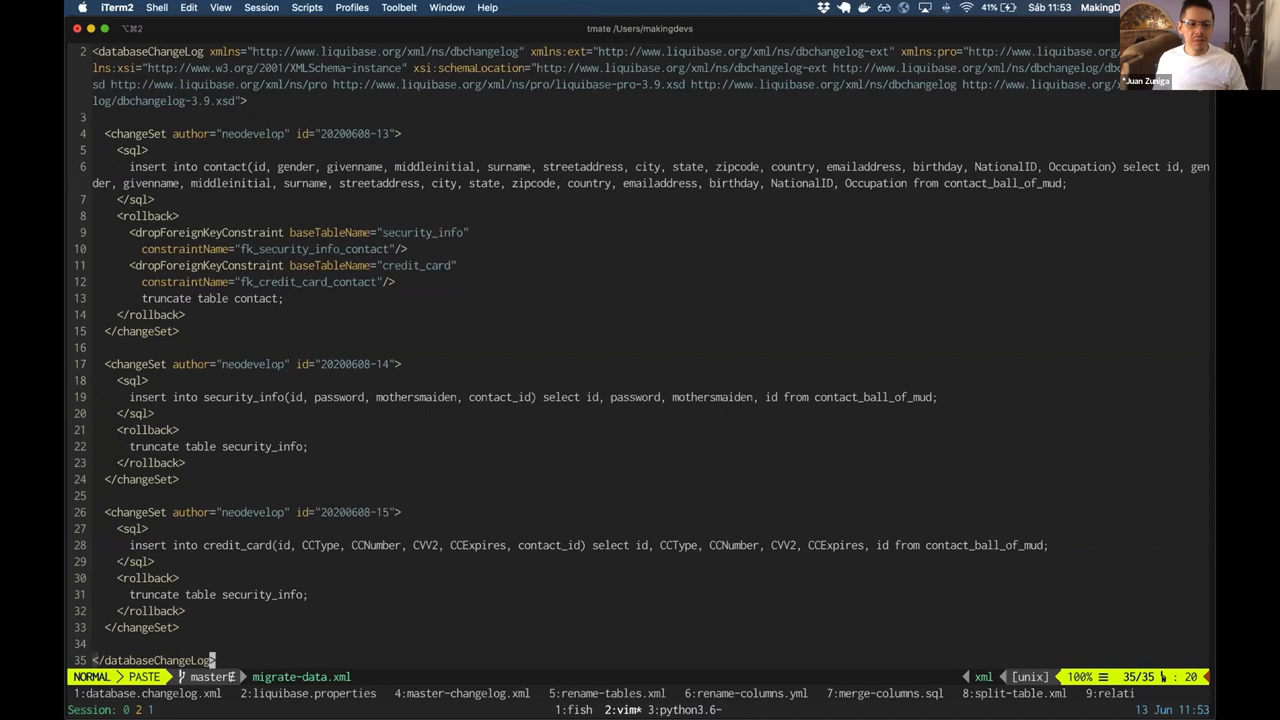 iTerm2 Shell Edit View Session Scripts Profiles Toolbelt Window Help 41% Sáb 11:53 MakingD
⌥⌘2 tmate /Users/makingdevs
*Juan Zuniga
2 <databaseChangeLog xmlns="http://www.liquibase.org/xml/ns/dbchangelog" xmlns:ext="http://www.liquibase.org/xml/ns/dbchangelog-ext" xmlns:pro="http://www.liquibase.org/xm
lns:xsi="http://www.w3.org/2001/XMLSchema-instance" xsi:schemaLocation="http://www.liquibase.org/xml/ns/dbchangelog-ext http://www.liquibase.org/xml/ns/dbchangelog/dbc
sd http://www.liquibase.org/xml/ns/pro http://www.liquibase.org/xml/ns/pro/liquibase-pro-3.9.xsd http://www.liquibase.org/xml/ns/dbchangelog http://www.liquibase.org/x
log/dbchangelog-3.9.xsd">
3
4 <changeSet author="neodevelop" id="20200608-13">
5 <sql>
6 insert into contact(id, gender, givenname, middleinitial, surname, streetaddress, city, state, zipcode, country, emailaddress, birthday, NationalID, Occupation) select id, gen
der, givenname, middleinitial, surname, streetaddress, city, state, zipcode, country, emailaddress, birthday, NationalID, Occupation from contact_ball_of_mud;
7 </sql>
8 <rollback>
9 <dropForeignKeyConstraint baseTableName="security_info"
10 constraintName="fk_security_info_contact"/>
11 <dropForeignKeyConstraint baseTableName="credit_card"
12 constraintName="fk_credit_card_contact"/>
13 truncate table contact;
14 </rollback>
15 </changeSet>
16
17 <changeSet author="neodevelop" id="20200608-14">
18 <sql>
19 insert into security_info(id, password, mothersmaiden, contact_id) select id, password, mothersmaiden, id from contact_ball_of_mud;
20 </sql>
21 <rollback>
22 truncate table security_info;
23 </rollback>
24 </changeSet>
25
26 <changeSet author="neodevelop" id="20200608-15">
27 <sql>
28 insert into credit_card(id, CCType, CCNumber, CVV2, CCExpires, contact_id) select id, CCType, CCNumber, CVV2, CCExpires, id from contact_ball_of_mud;
29 </sql>
30 <rollback>
31 truncate table security_info;
32 </rollback>
33 </changeSet>
34
35 </databaseChangeLog>
NORMAL PASTE master migrate-data.xml xml [unix] 100% ☰ 35/35 : 20
1:database.changelog.xml 2:liquibase.properties 4:master-changelog.xml 5:rename-tables.xml 6:rename-columns.yml 7:merge-columns.sql 8:split-table.xml 9:relati
Session: 0 2 1 1:fish 2:vim* 3:python3.6- 13 Jun 11:53